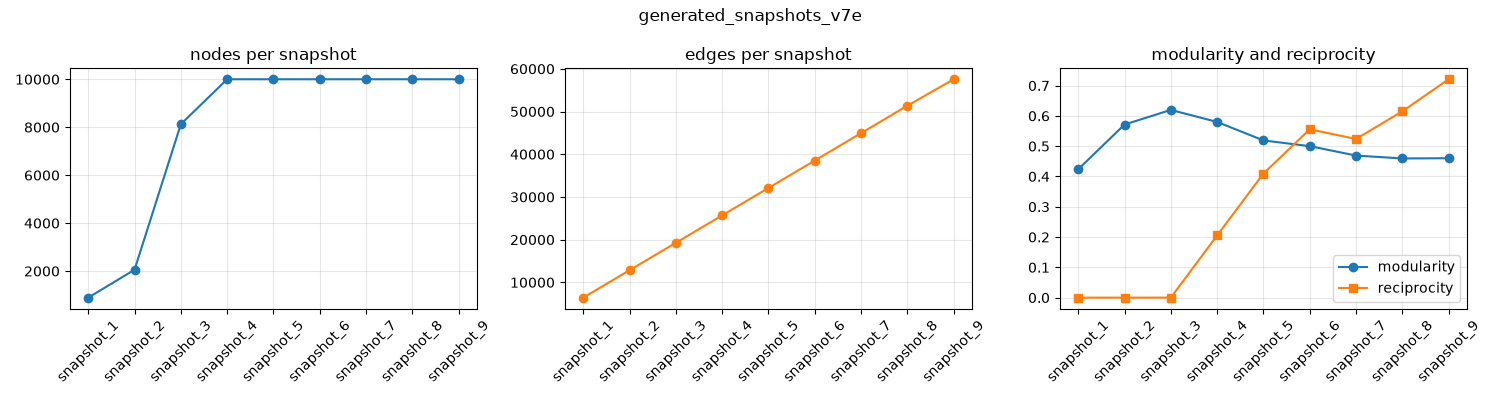 generated_snapshots_v7e
nodes per snapshot
10000
8000
6000
4000
2000
snapshot_1
snapshot_2
snapshot_3
snapshot_4
snapshot_5
snapshot_6
snapshot_7
snapshot_8
snapshot_9
edges per snapshot
60000
50000
40000
30000
20000
10000
snapshot_1
snapshot_2
snapshot_3
snapshot_4
snapshot_5
snapshot_6
snapshot_7
snapshot_8
snapshot_9
modularity and reciprocity
0.7
0.6
0.5
0.4
0.3
0.2
0.1
0.0
modularity
reciprocity
snapshot_1
snapshot_2
snapshot_3
snapshot_4
snapshot_5
snapshot_6
snapshot_7
snapshot_8
snapshot_9